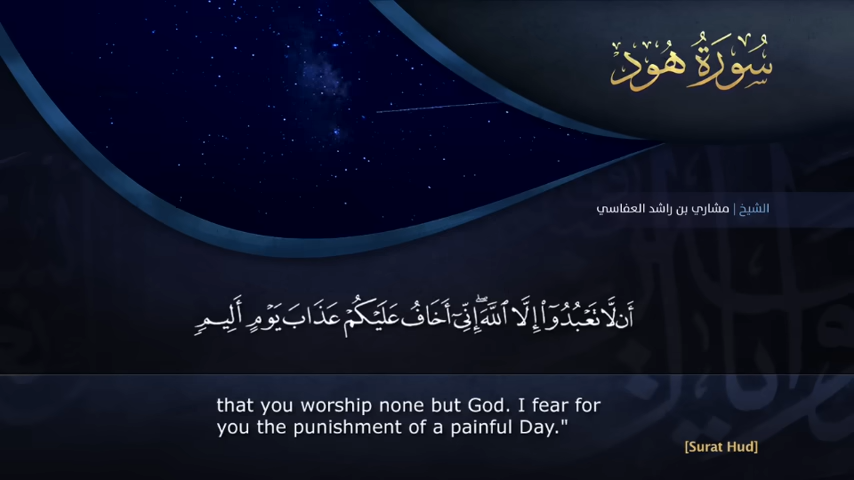 سُورَةُ هُود
الشيخ | مشاري بن راشد العفاسي
أَن لَّا تَعْبُدُوٓا۟ إِلَّا ٱللَّهَ ۖ إِنِّىٓ أَخَافُ عَلَيْكُمْ عَذَابَ يَوْمٍ أَلِيمٍ
that you worship none but God. I fear for
you the punishment of a painful Day."
[Surat Hud]